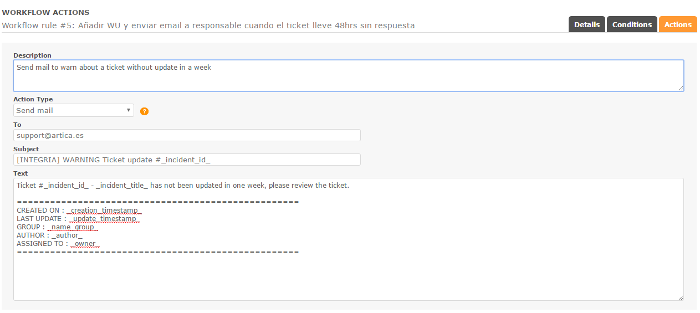 WORKFLOW ACTIONS
Workflow rule #5: Añadir WU y enviar email a responsable cuando el ticket lleve 48hrs sin respuesta
Details Conditions Actions
Description
Send mail to warn about a ticket without update in a week
Action Type
Send mail ?
To
support@artica.es
Subject
[INTEGRIA] WARNING Ticket update #_incident_id_
Text
Ticket #_incident_id_ - _incident_title_ has not been updated in one week, please review the ticket.
===================================================
CREATED ON : _creation_timestamp_
LAST UPDATE : _update_timestamp_
GROUP : _name_group_
AUTHOR : _author_
ASSIGNED TO : _owner_
===================================================